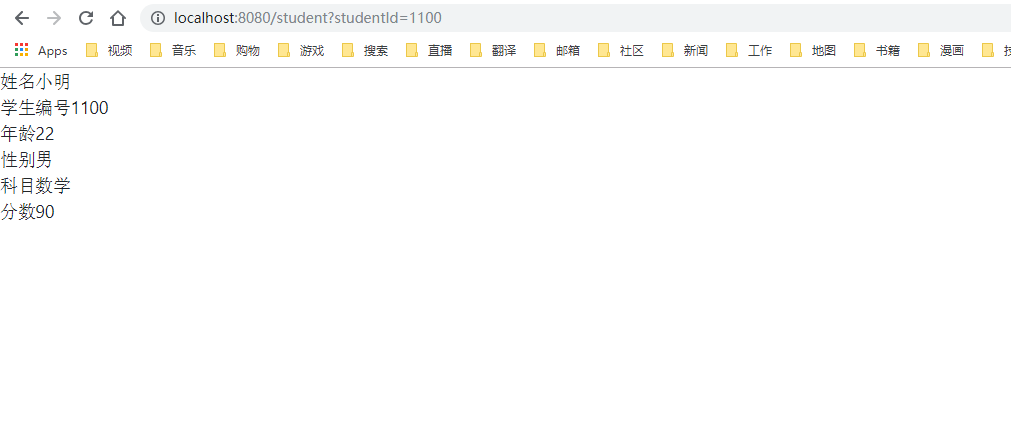 localhost:8080/student?studentId=1100
Apps 视频 音乐 购物 游戏 搜索 直播 翻译 邮箱 社区 新闻 工作 地图 书籍 漫画
姓名小明
学生编号1100
年龄22
性别男
科目数学
分数90